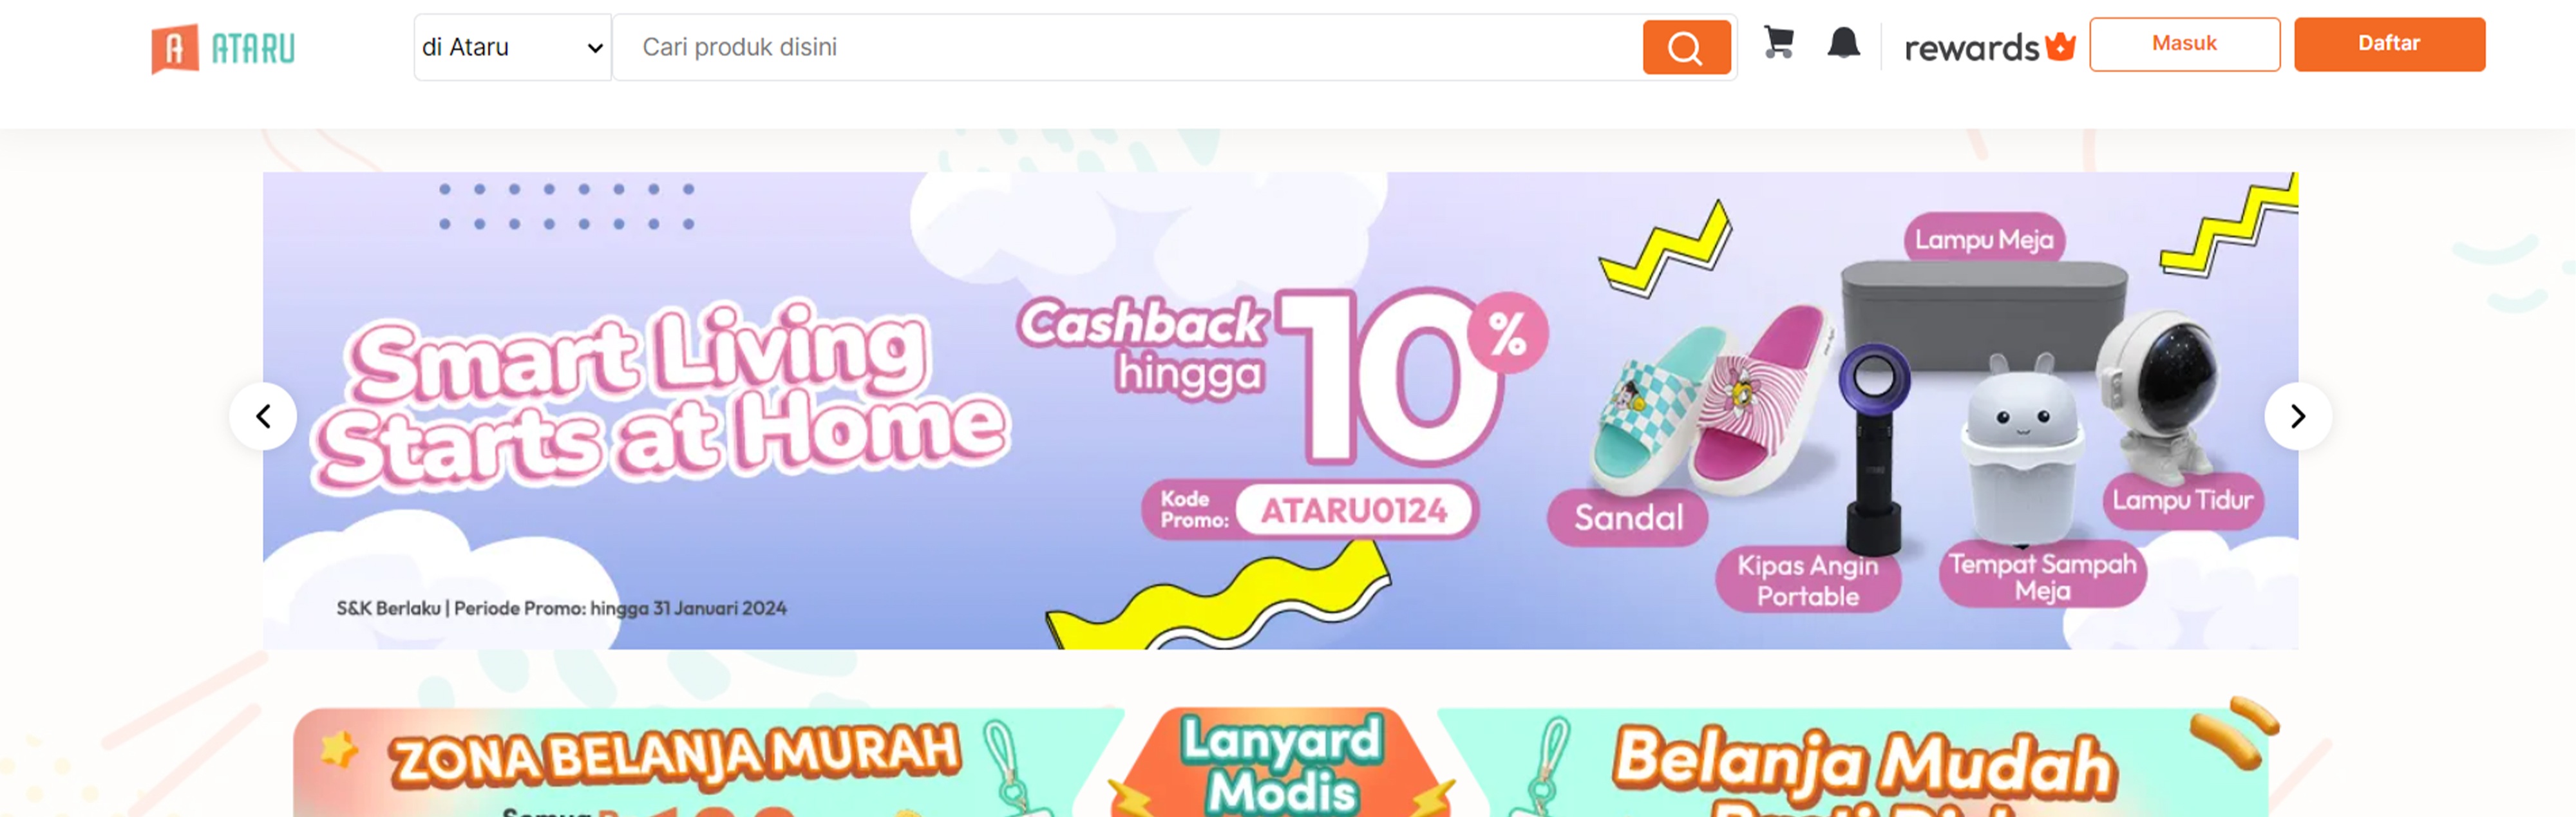 A ATARU
di Ataru
Cari produk disini
rewards
Masuk
Daftar
Smart Living
Starts at Home
Cashback
hingga
10%
Kode
Promo:
ATARU0124
S&K Berlaku | Periode Promo: hingga 31 Januari 2024
Lampu Meja
Sandal
Kipas Angin
Portable
Tempat Sampah
Meja
Lampu Tidur
ZONA BELANJA MURAH
Semua
Lanyard
Modis
Belanja Mudah